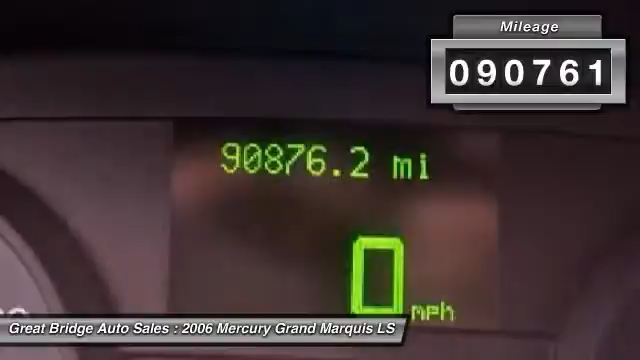 Mileage
090761
90876.2 mi
0 mph
Great Bridge Auto Sales : 2006 Mercury Grand Marquis LS